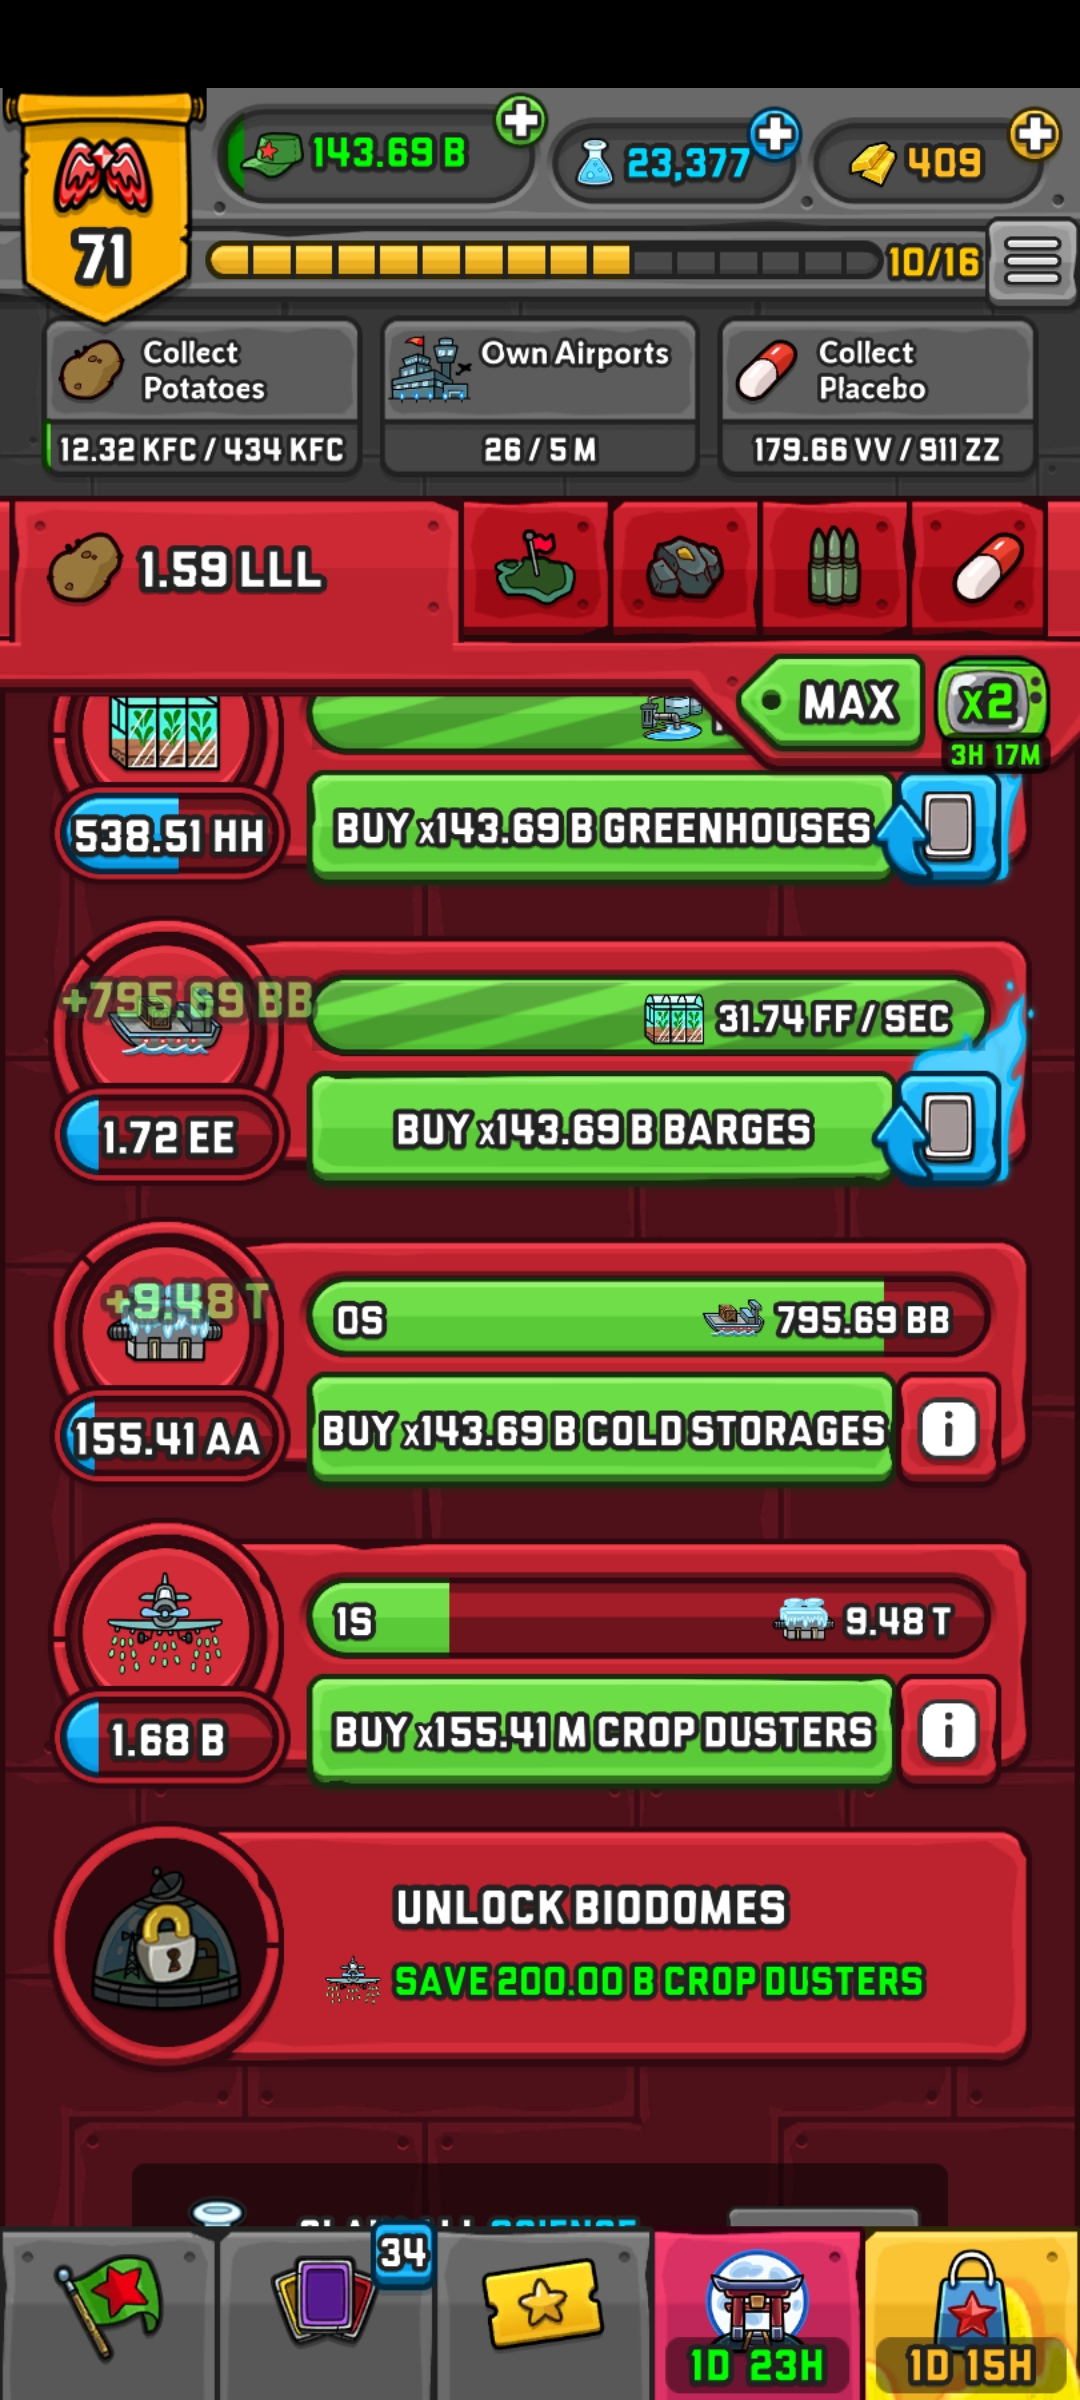 143.69 B
23,377
409
71
10/16
Collect
Potatoes
12.32 KFC / 434 KFC
Own Airports
26 / 5 M
Collect
Placebo
179.66 VV / 911 ZZ
1.59 LLL
MAX
x2
3H 17M
538.51 HH
BUY x143.69 B GREENHOUSES
+795.69 BB
31.74 FF / SEC
1.72 EE
BUY x143.69 B BARGES
+9.48 T
0S
795.69 BB
155.41 AA
BUY x143.69 B COLD STORAGES
i
1S
9.48 T
1.68 B
BUY x155.41 M CROP DUSTERS
i
UNLOCK BIODOMES
SAVE 200.00 B CROP DUSTERS
34
1D 23H
1D 15H